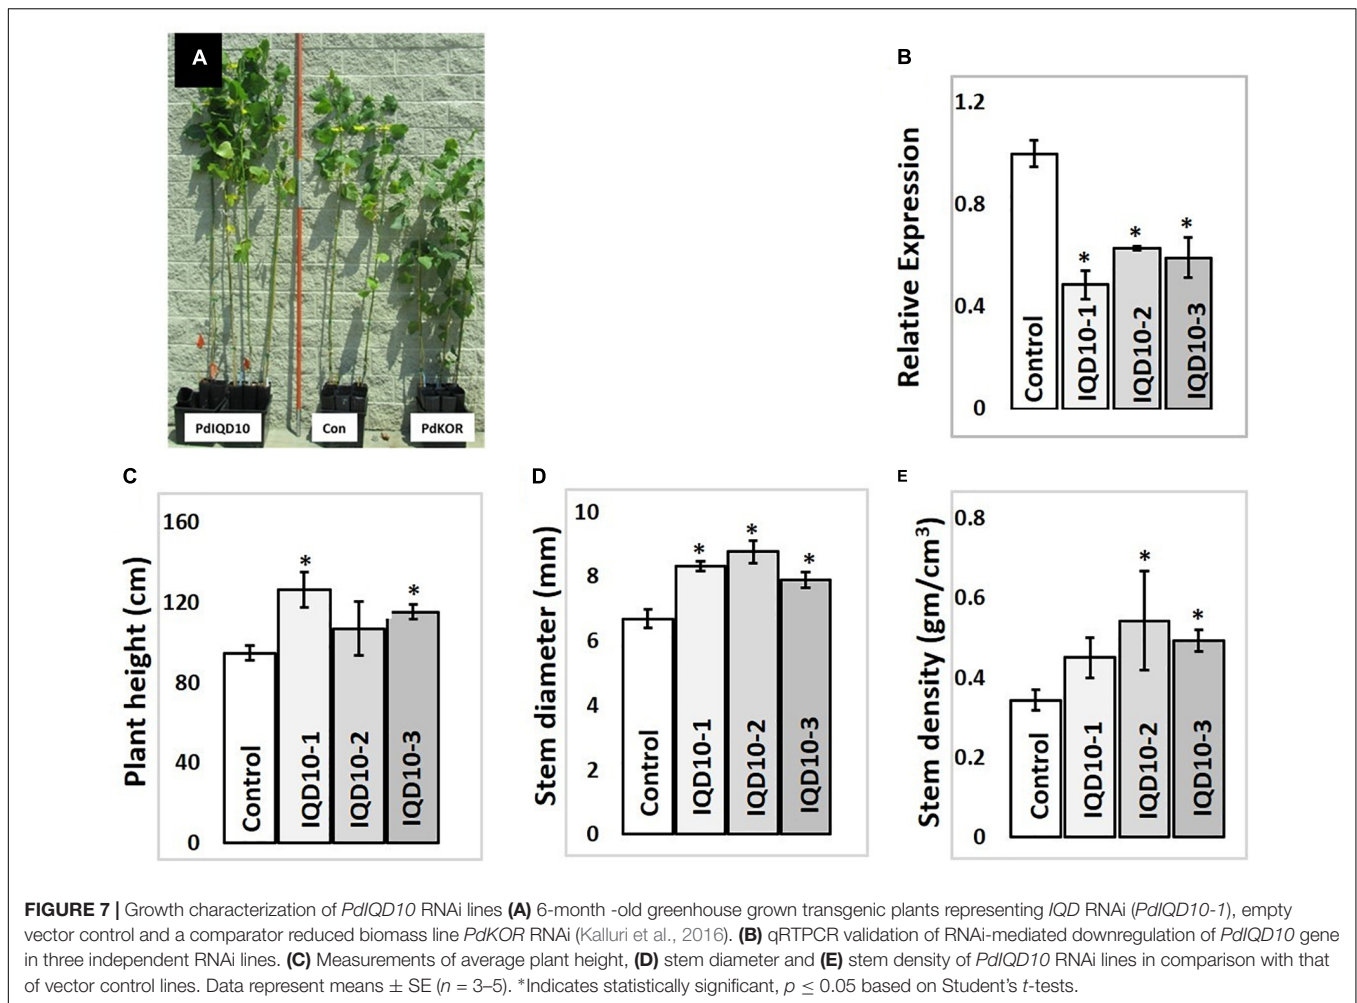 A
PdIQD10
Con
PdKOR
B
Relative Expression
1.2
0.8
0.4
0
Control
IQD10-1
*
IQD10-2
*
IQD10-3
*
C
Plant height (cm)
160
120
80
40
0
Control
IQD10-1
*
IQD10-2
IQD10-3
*
D
Stem diameter (mm)
10
8
6
4
2
0
Control
IQD10-1
*
IQD10-2
*
IQD10-3
*
E
Stem density (gm/cm³)
0.8
0.6
0.4
0.2
0
Control
IQD10-1
IQD10-2
*
IQD10-3
*
FIGURE 7 | Growth characterization of PdIQD10 RNAi lines (A) 6-month -old greenhouse grown transgenic plants representing IQD RNAi (PdIQD10-1), empty
vector control and a comparator reduced biomass line PdKOR RNAi (Kalluri et al., 2016). (B) qRTPCR validation of RNAi-mediated downregulation of PdIQD10 gene
in three independent RNAi lines. (C) Measurements of average plant height, (D) stem diameter and (E) stem density of PdIQD10 RNAi lines in comparison with that
of vector control lines. Data represent means ± SE (n = 3–5). *Indicates statistically significant, p ≤ 0.05 based on Student's t-tests.